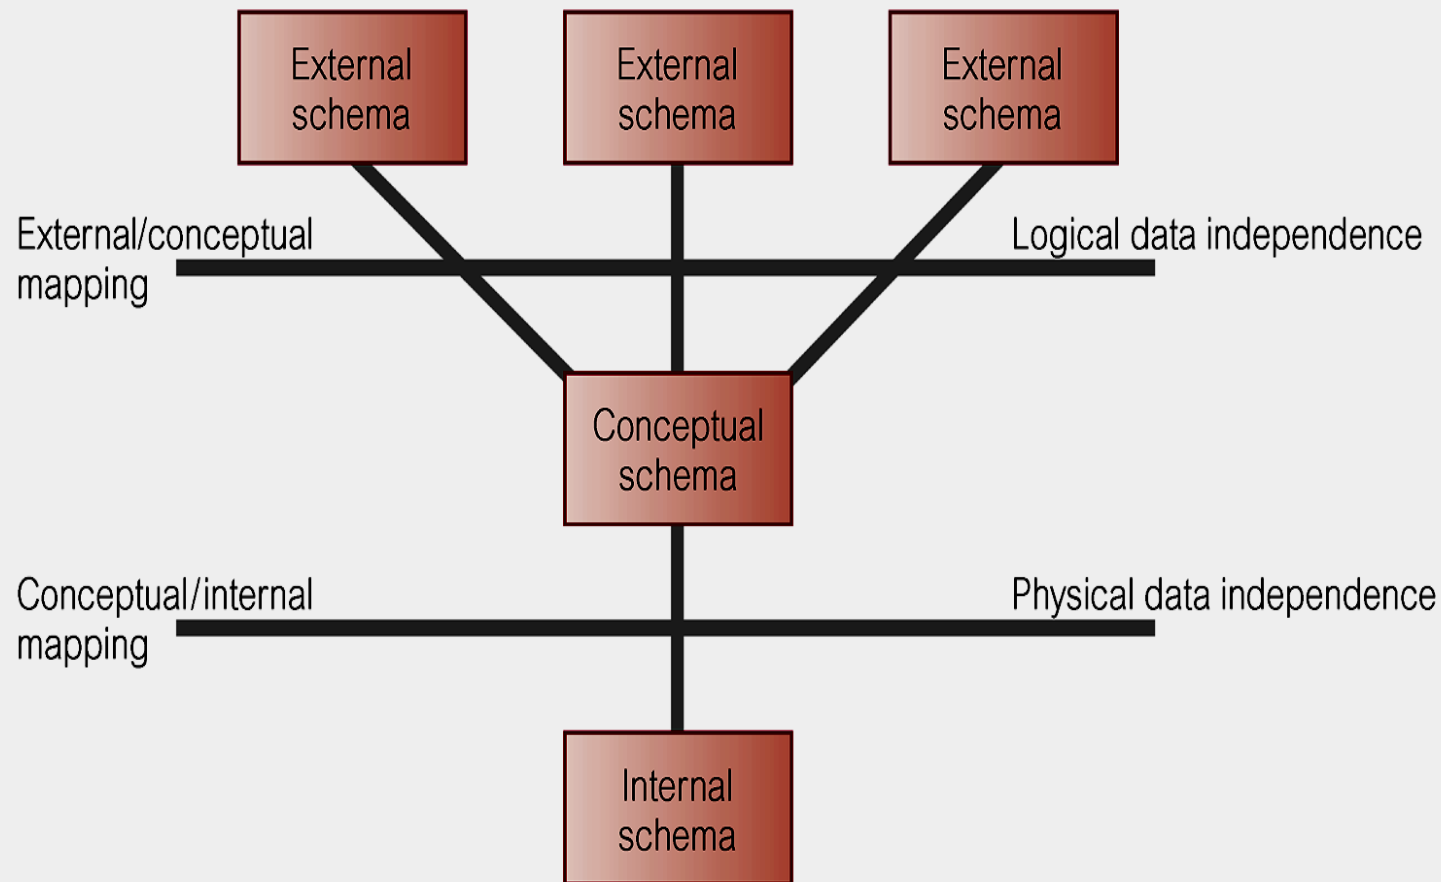 External
schema
External
schema
External
schema
External/conceptual
mapping
Logical data independence
Conceptual
schema
Conceptual/internal
mapping
Physical data independence
Internal
schema